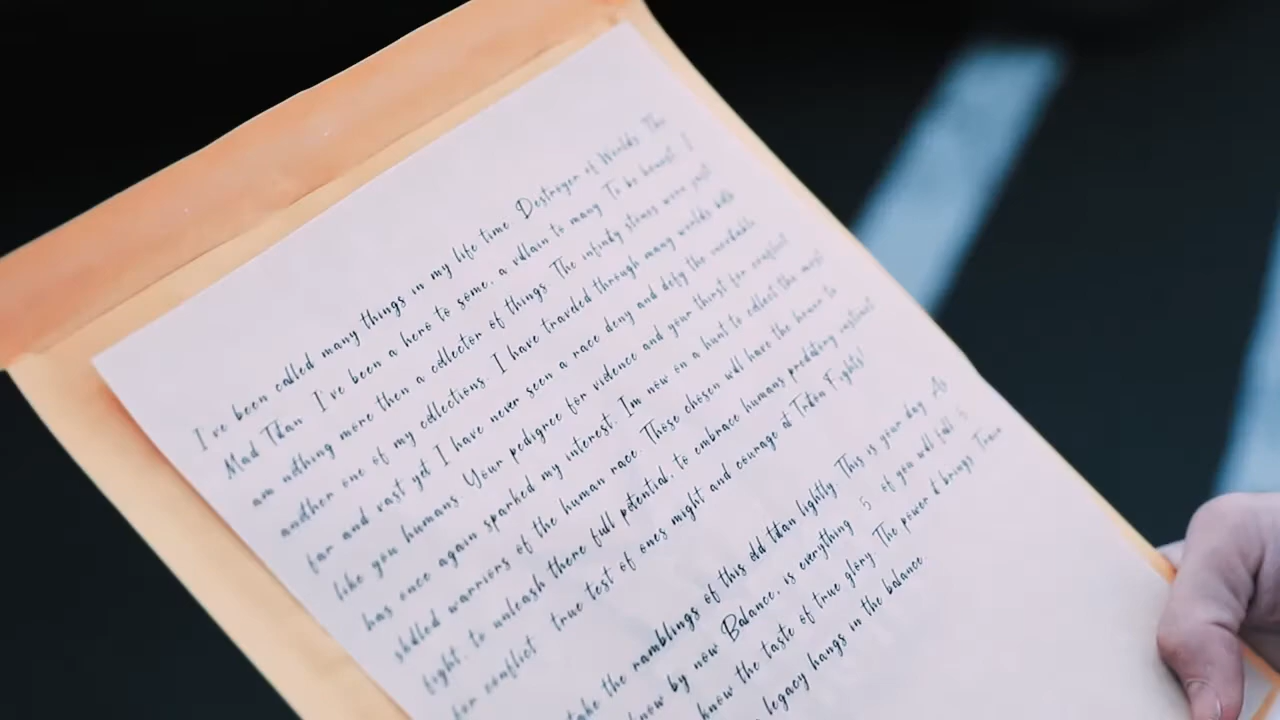 I've been called many things in my life time Destroyer of Worlds The
Mad Titan I've been a hero to some, a villain to many To be honest I
am nothing more then a collector of things The infinity stones were just
another one of my collections. I have traveled through many worlds
far and vast yet I have never seen a race deny and defy the inevitable
like you humans. Your pedigree for violence and your thirst for conflict
has once again sparked my interest. Im now on a hunt to collect the most
skilled warriors of the human race. Those chosen will have the honor to
fight, to unleash there full potential, to embrace humans predatory instinct
for conflict true test of ones might and courage at Triton Fights!
take the ramblings of this old titan lightly This is your day As
know by now Balance, is everything 5 of you will fall 5
know the taste of true glory. The power it brings
legacy hangs in the balance.